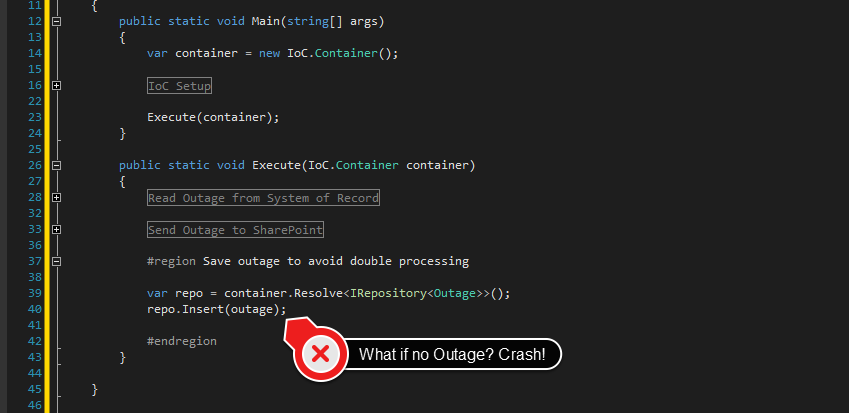 11 {
12 public static void Main(string[] args)
13 {
14 var container = new IoC.Container();
15
16 IoC Setup
22
23 Execute(container);
24 }
25
26 public static void Execute(IoC.Container container)
27 {
28 Read Outage from System of Record
32
33 Send Outage to SharePoint
36
37 #region Save outage to avoid double processing
38
39 var repo = container.Resolve<IRepository<Outage>>();
40 repo.Insert(outage);
41
42 #endregion
What if no Outage? Crash!
43 }
44
45 }
46